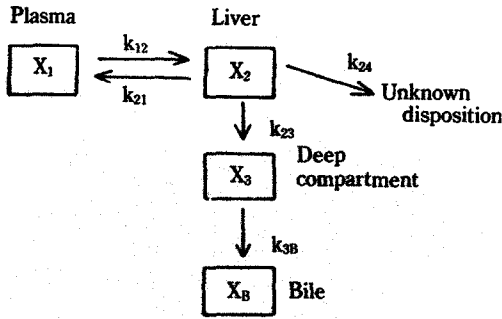 Plasma
Liver
k12
k24
X1
X2
k21
Unknown
disposition
k23
X3
Deep
compartment
k3B
XB
Bile